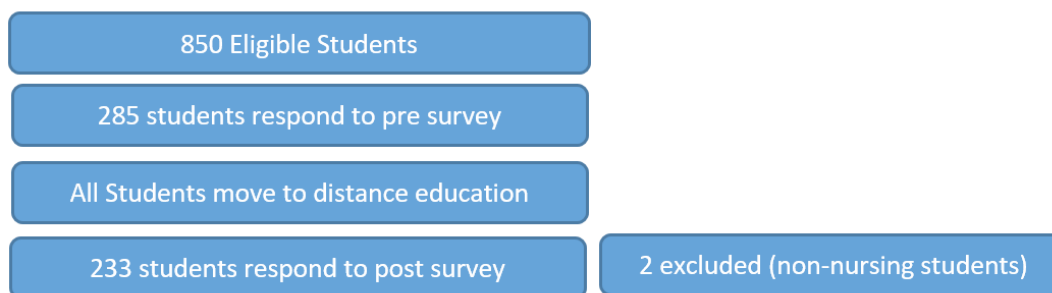 850 Eligible Students
285 students respond to pre survey
All Students move to distance education
233 students respond to post survey
2 excluded (non-nursing students)